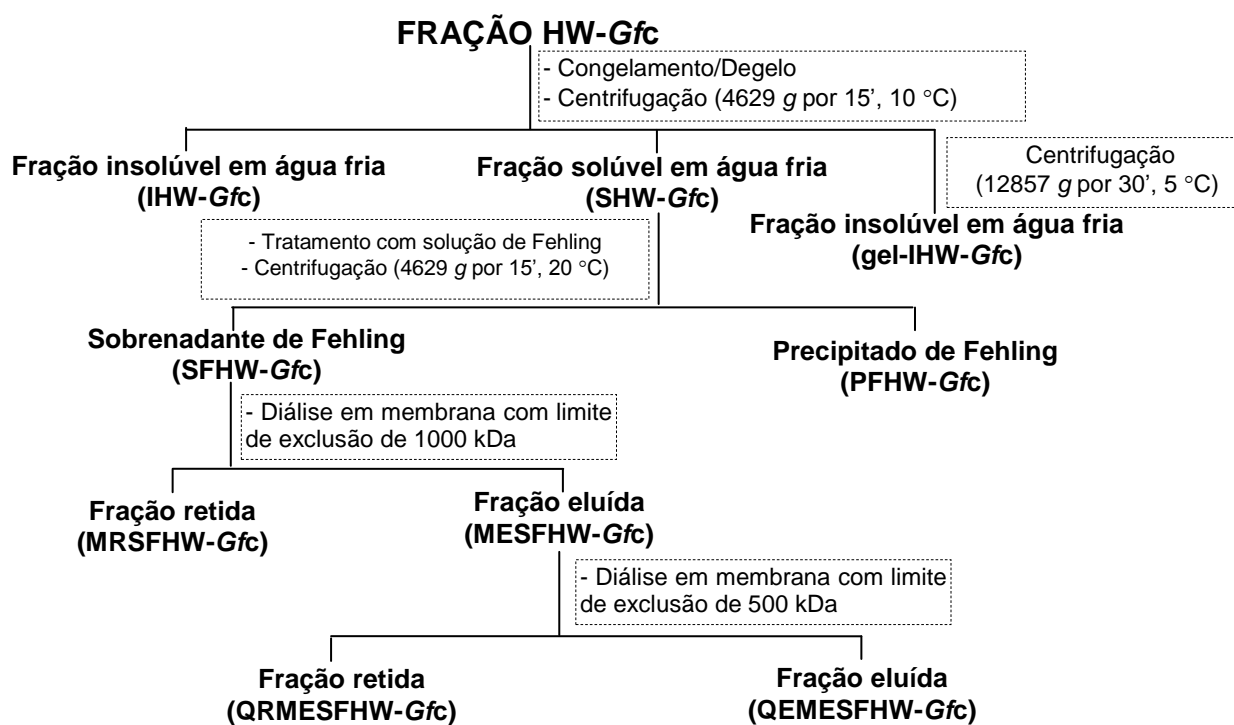 FRAÇÃO HW-Gfc
- Congelamento/Degelo
- Centrifugação (4629 g por 15’, 10 °C)
Fração insolúvel em água fria
(IHW-Gfc)
Fração solúvel em água fria
(SHW-Gfc)
Centrifugação
(12857 g por 30’, 5 °C)
Fração insolúvel em água fria
(gel-IHW-Gfc)
- Tratamento com solução de Fehling
- Centrifugação (4629 g por 15’, 20 °C)
Sobrenadante de Fehling
(SFHW-Gfc)
Precipitado de Fehling
(PFHW-Gfc)
- Diálise em membrana com limite
de exclusão de 1000 kDa
Fração retida
(MRSFHW-Gfc)
Fração eluída
(MESFHW-Gfc)
- Diálise em membrana com limite
de exclusão de 500 kDa
Fração retida
(QRMESFHW-Gfc)
Fração eluída
(QEMESFHW-Gfc)